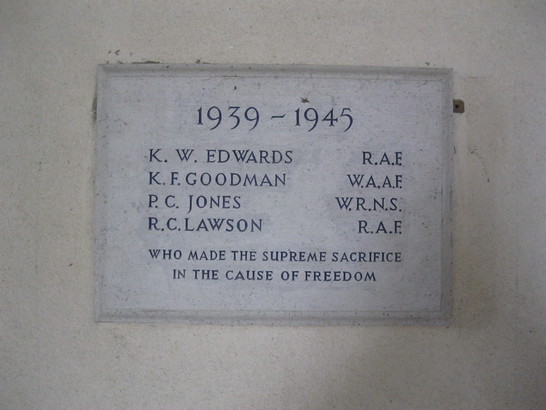 1939 - 1945
K. W. EDWARDS R.A.F.
K. F. GOODMAN W.A.A.F.
P. C. JONES W.R.N.S.
R. C. LAWSON R.A.F.
WHO MADE THE SUPREME SACRIFICE
IN THE CAUSE OF FREEDOM